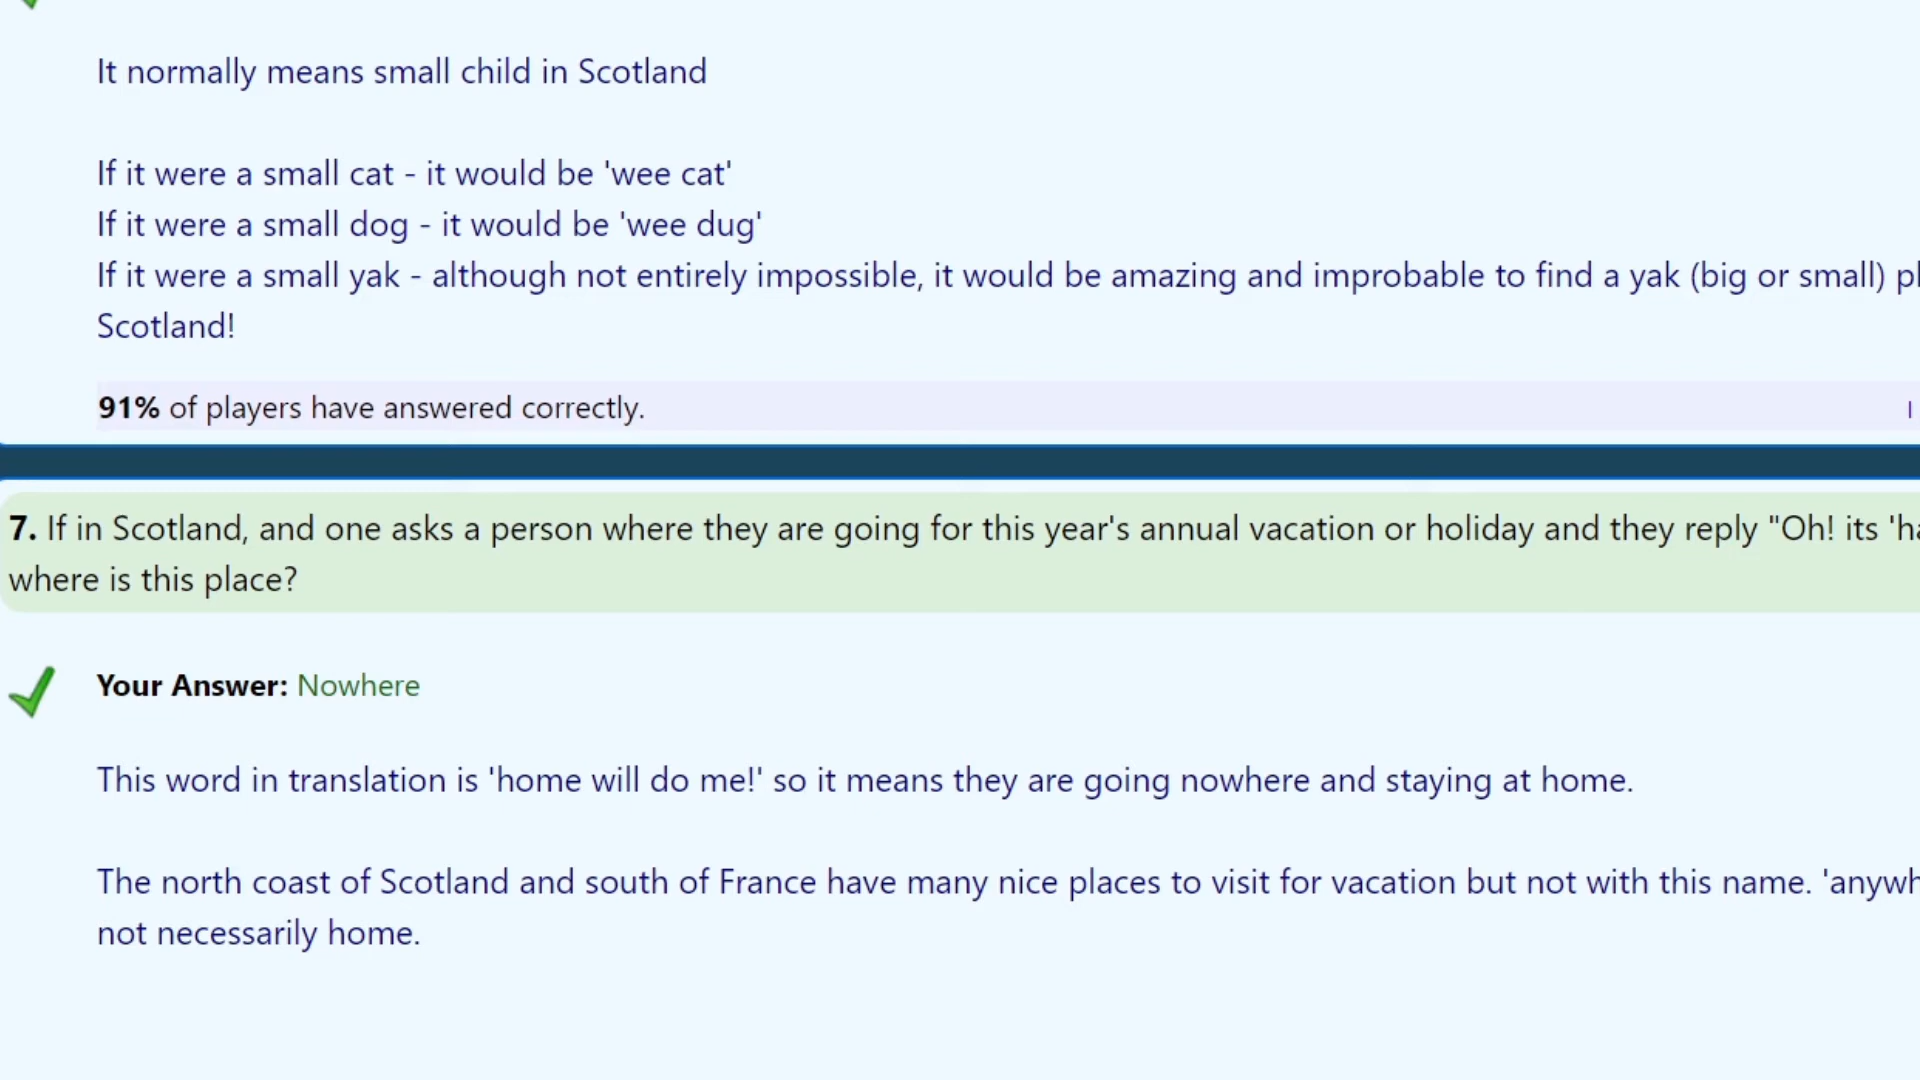 It normally means small child in Scotland
If it were a small cat - it would be 'wee cat'
If it were a small dog - it would be 'wee dug'
If it were a small yak - although not entirely impossible, it would be amazing and improbable to find a yak (big or small)
Scotland!
91% of players have answered correctly.
7. If in Scotland, and one asks a person where they are going for this year's annual vacation or holiday and they reply "Oh! its
where is this place?
Your Answer: Nowhere
This word in translation is 'home will do me!' so it means they are going nowhere and staying at home.
The north coast of Scotland and south of France have many nice places to visit for vacation but not with this name.
not necessarily home.